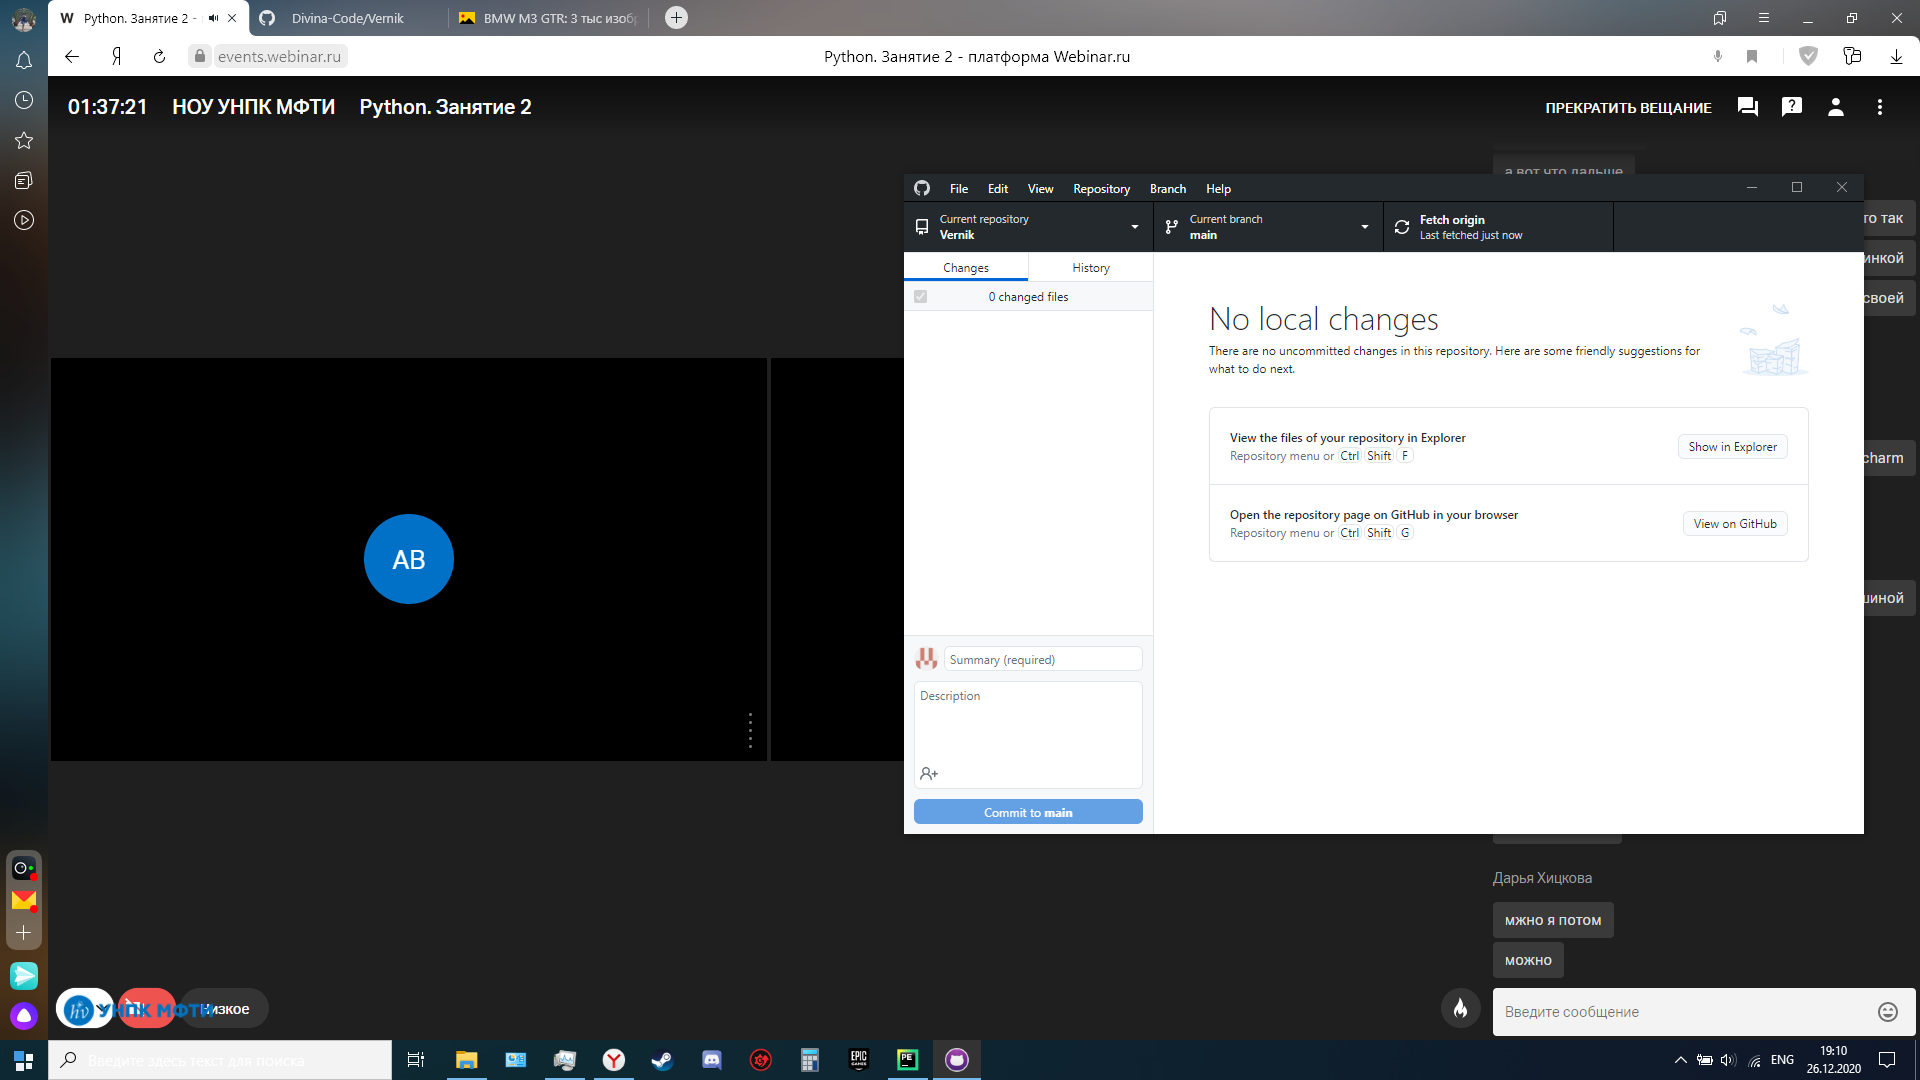 W Python. Занятие 2 -
Divina-Code/Vernik
BMW M3 GTR: 3 тыс изоб
events.webinar.ru
Python. Занятие 2 - платформа Webinar.ru
01:37:21 НОУ УНПК МФТИ Python. Занятие 2
ПРЕКРАТИТЬ ВЕЩАНИЕ
а вот что дальше
то так
инкой
своей
charm
шиной
File Edit View Repository Branch Help
Current repository
Vernik
Current branch
main
Fetch origin
Last fetched just now
Changes
History
0 changed files
No local changes
There are no uncommitted changes in this repository. Here are some friendly suggestions for
what to do next.
View the files of your repository in Explorer
Repository menu or Ctrl Shift F
Show in Explorer
Open the repository page on GitHub in your browser
Repository menu or Ctrl Shift G
View on GitHub
Summary (required)
Description
Commit to main
AB
Дарья Хицкова
мжно я потом
можно
Введите сообщение
УНПК МФТИ
Низкое
Введите здесь текст для поиска
EPIC GAMES
PE
ENG
19:10
26.12.2020